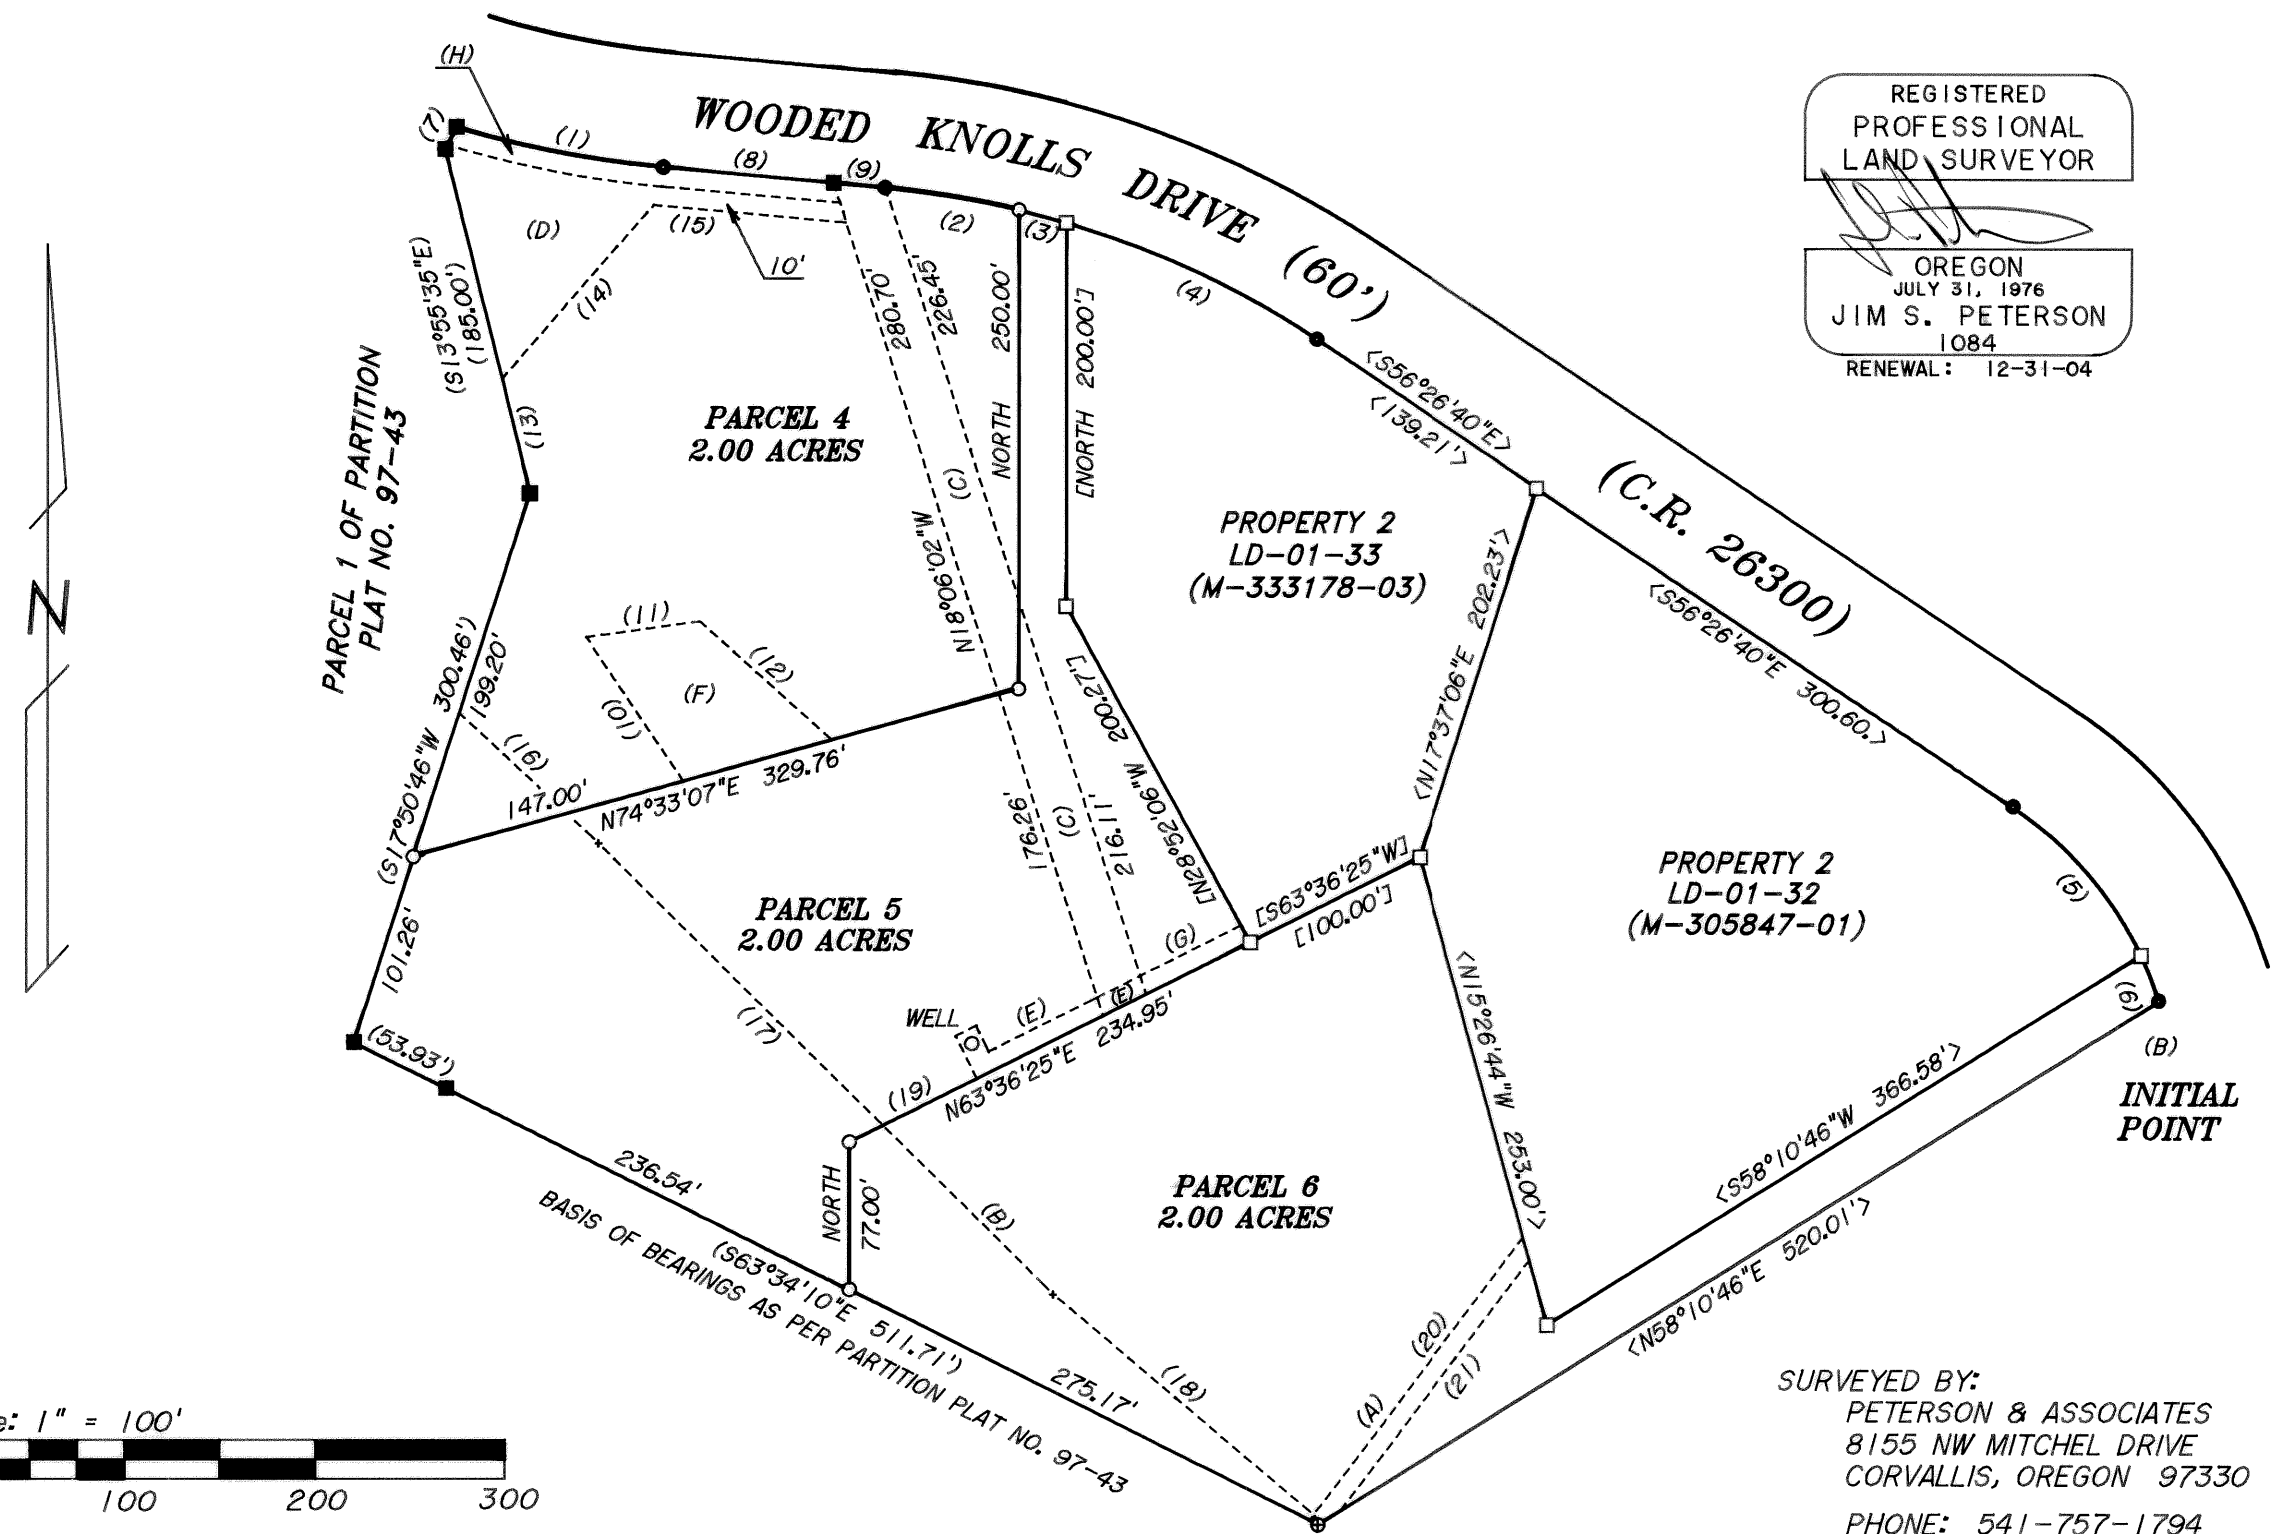 (H)
(7)
(1)
(8)
(9)
(2)
(3)
(4)
WOODED KNOLLS DRIVE (60')
(C.R. 26300)
REGISTERED
PROFESSIONAL
LAND SURVEYOR
OREGON
JULY 31, 1976
JIM S. PETERSON
1084
RENEWAL: 12-31-04
(D)
(15)
10'
(14)
(S13°55'35"E)
(185.00')
(13)
PARCEL 1 OF PARTITION
PLAT NO. 97-43
PARCEL 4
2.00 ACRES
280.70'
226.45'
(C)
N18°06'02"W
NORTH 250.00'
[NORTH 200.00']
<S56°26'40"E>
<139.21'>
PROPERTY 2
LD-01-33
(M-333178-03)
<N17°37'06"E 202.23'>
<S56°26'40"E 300.60.>
N
(11)
(12)
(F)
(10)
(S17°50'46"W 300.46')
199.20'
(16)
147.00'
N74°33'07"E 329.76'
[N28°52'06"W 200.27']
176.26'
(C)
216.11'
101.26'
PARCEL 5
2.00 ACRES
[S63°36'25"W]
[100.00']
(G)
(E)
(E)
WELL
PROPERTY 2
LD-01-32
(M-305847-01)
(5)
(6)
(B)
INITIAL
POINT
(53.93')
(17)
(19)
N63°36'25"E 234.95'
<N15°26'44"W 253.00'>
<S58°10'46"W 366.58'>
<N58°10'46"E 520.01'>
236.54'
NORTH
77.00'
(B)
PARCEL 6
2.00 ACRES
(S63°34'10"E 511.71')
BASIS OF BEARINGS AS PER PARTITION PLAT NO. 97-43
275.17'
(18)
(20)
(21)
(A)
e: 1" = 100'
100 200 300
SURVEYED BY:
PETERSON & ASSOCIATES
8155 NW MITCHEL DRIVE
CORVALLIS, OREGON 97330
PHONE: 541-757-1794